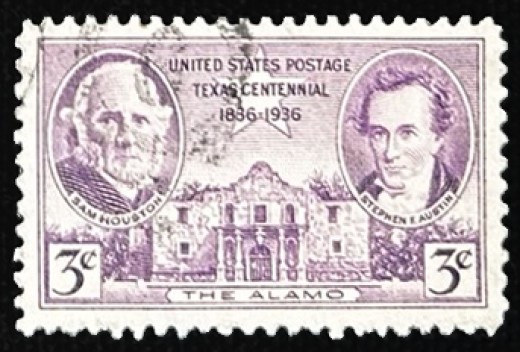 UNITED STATES POSTAGE
TEXAS CENTENNIAL
1836-1936
SAM HOUSTON
STEPHEN F. AUSTIN
3¢
3¢
THE ALAMO